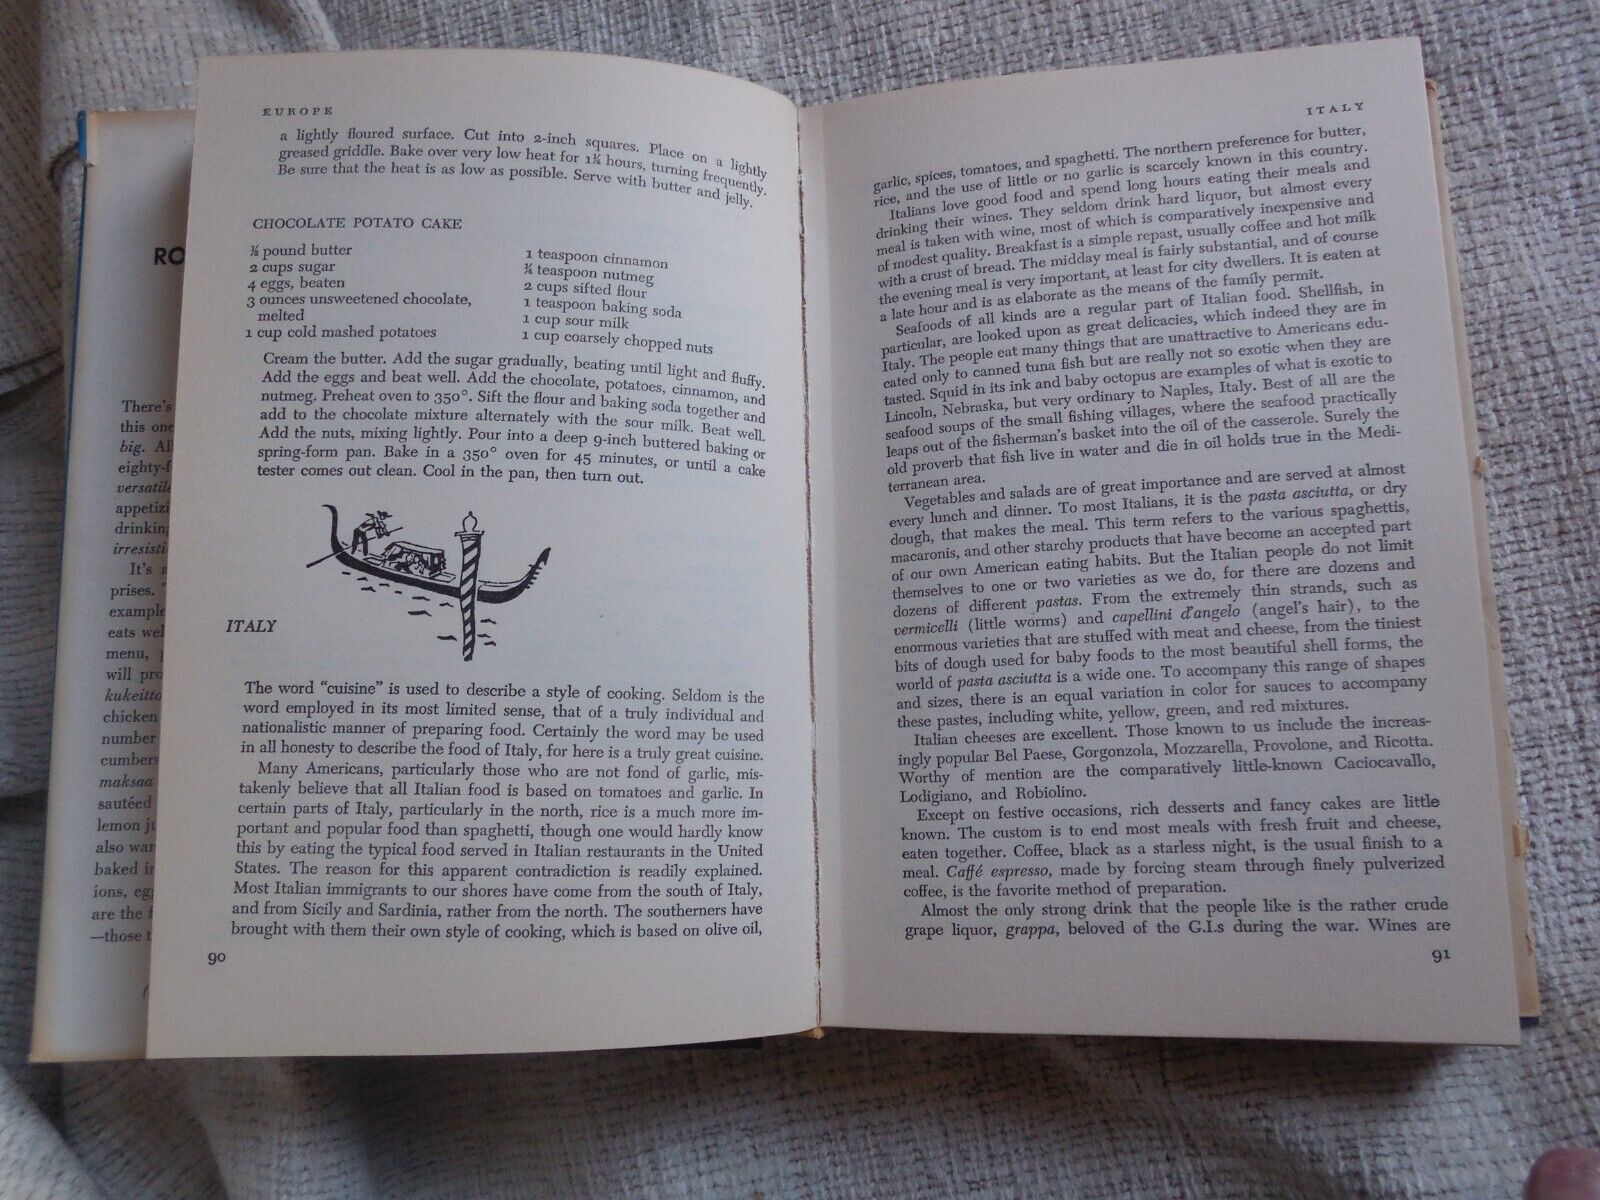 RO
There's
this one
big. Al
eighty-f
versatile
appetizi
drinking
irresisti
It's s
prises.
example
eats wel
menu,
will pro
kukeitto
chicken
number
cumbers
maksaa
sautéed
lemon ju
also war
baked in
ions, egg
are the f
—those t
EUROPE
a lightly floured surface. Cut into 2-inch squares. Place on a lightly
greased griddle. Bake over very low heat for 1¼ hours, turning frequently.
Be sure that the heat is as low as possible. Serve with butter and jelly.
CHOCOLATE POTATO CAKE
½ pound butter
2 cups sugar
4 eggs, beaten
3 ounces unsweetened chocolate,
melted
1 cup cold mashed potatoes
1 teaspoon cinnamon
teaspoon nutmeg
2 cups sifted flour
1 teaspoon baking soda
1 cup sour milk
1 cup coarsely chopped nuts
Cream the butter. Add the sugar gradually, beating until light and fluffy.
Add the eggs and beat well. Add the chocolate, potatoes, cinnamon, and
nutmeg. Preheat oven to 350°. Sift the flour and baking soda together and
add to the chocolate mixture alternately with the sour milk. Beat well.
Add the nuts, mixing lightly. Pour into a deep 9-inch buttered baking or
spring-form pan. Bake in a 350° oven for 45 minutes, or until a cake
tester comes out clean. Cool in the pan, then turn out.
ITALY
The word "cuisine" is used to describe a style of cooking. Seldom is the
word employed in its most limited sense, that of a truly individual and
nationalistic manner of preparing food. Certainly the word may be used
in all honesty to describe the food of Italy, for here is a truly great cuisine.
Many Americans, particularly those who are not fond of garlic, mis-
takenly believe that all Italian food is based on tomatoes and garlic. In
certain parts of Italy, particularly in the north, rice is a much more im-
portant and popular food than spaghetti, though one would hardly know
this by eating the typical food served in Italian restaurants in the United
States. The reason for this apparent contradiction is readily explained.
Most Italian immigrants to our shores have come from the south of Italy,
and from Sicily and Sardinia, rather from the north. The southerners have
brought with them their own style of cooking, which is based on olive oil,
90
ITALY
garlic, spices, tomatoes, and spaghetti. The northern preference for butter,
rice, and the use of little or no garlic is scarcely known in this country.
Italians love good food and spend long hours eating their meals and
drinking their wines. They seldom drink hard liquor, but almost every
meal is taken with wine, most of which is comparatively inexpensive and
of modest quality. Breakfast is a simple repast, usually coffee and hot milk
with a crust of bread. The midday meal is fairly substantial, and of course
the evening meal is very important, at least for city dwellers. It is eaten at
a late hour and is as elaborate as the means of the family permit.
Seafoods of all kinds are a regular part of Italian food. Shellfish, in
particular, are looked upon as great delicacies, which indeed they are in
Italy. The people eat many things that are unattractive to Americans edu-
cated only to canned tuna fish but are really not so exotic when they are
tasted. Squid in its ink and baby octopus are examples of what is exotic to
Lincoln, Nebraska, but very ordinary to Naples, Italy. Best of all are the
seafood soups of the small fishing villages, where the seafood practically
leaps out of the fisherman's basket into the oil of the casserole. Surely the
old proverb that fish live in water and die in oil holds true in the Medi-
terranean area.
Vegetables and salads are of great importance and are served at almost
every lunch and dinner. To most Italians, it is the pasta asciutta, or dry
dough, that makes the meal. This term refers to the various spaghettis,
macaronis, and other starchy products that have become an accepted part
of our own American eating habits. But the Italian people do not limit
themselves to one or two varieties as we do, for there are dozens and
dozens of different pastas. From the extremely thin strands, such as
vermicelli (little worms) and capellini d'angelo (angel's hair), to the
enormous varieties that are stuffed with meat and cheese, from the tiniest
bits of dough used for baby foods to the most beautiful shell forms, the
world of pasta asciutta is a wide one. To accompany this range of shapes
and sizes, there is an equal variation in color for sauces to accompany
these pastes, including white, yellow, green, and red mixtures.
Italian cheeses are excellent. Those known to us include the increas-
ingly popular Bel Paese, Gorgonzola, Mozzarella, Provolone, and Ricotta.
Worthy of mention are the comparatively little-known Caciocavallo,
Lodigiano, and Robiolino.
Except on festive occasions, rich desserts and fancy cakes are little
known. The custom is to end most meals with fresh fruit and cheese,
eaten together. Coffee, black as a starless night, is the usual finish to a
meal. Caffé espresso, made by forcing steam through finely pulverized
coffee, is the favorite method of preparation.
Almost the only strong drink that the people like is the rather crude
grape liquor, grappa, beloved of the G.I.s during the war. Wines are
91